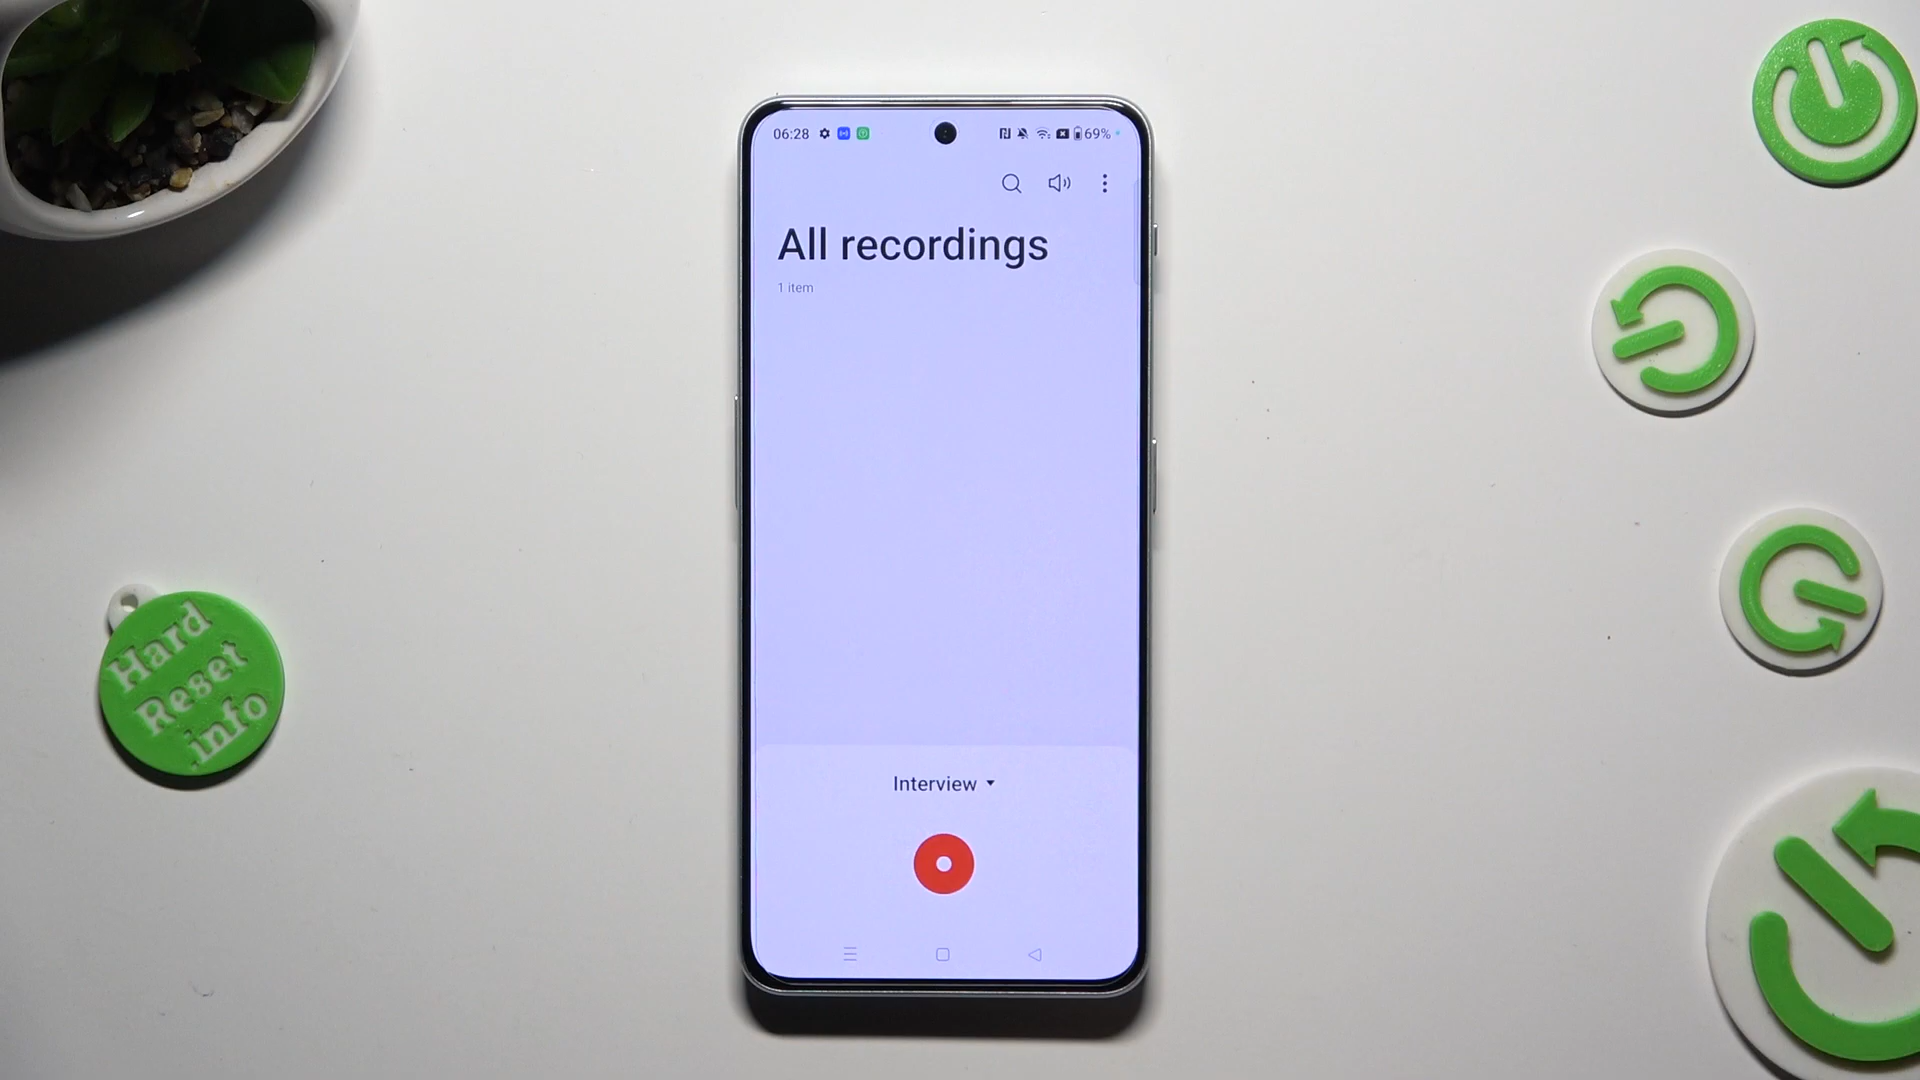 06:28
69%
All recordings
1 item
Interview
Hard
Reset
.info